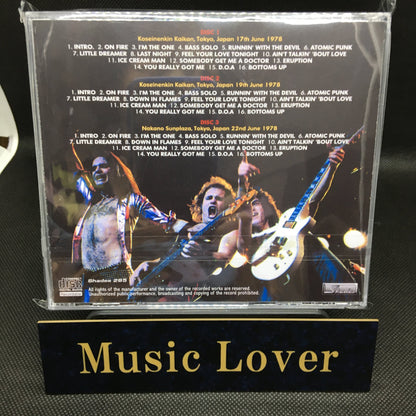 DISC 1
Koseinenkin Kaikan, Tokyo, Japan 17th June 1978
1. INTRO. 2. ON FIRE 3. I'M THE ONE 4. BASS SOLO 5. RUNNIN' WITH THE DEVIL 6. ATOMIC PUNK
7. LITTLE DREAMER 8. LAST NIGHT 9. FEEL YOUR LOVE TONIGHT 10. AIN'T TALKIN' 'BOUT LOVE
11. ICE CREAM MAN 12. SOMEBODY GET ME A DOCTOR 13. ERUPTION
14. YOU REALLY GOT ME 15. D.O.A 16. BOTTOMS UP
DISC 2
Koseinenkin Kaikan, Tokyo, Japan 19th June 1978
1. INTRO 2. ON FIRE 3. I'M THE ONE 4. BASS SOLO 5. RUNNIN' WITH THE DEVIL 6. ATOMIC PUNK
7. LITTLE DREAMER 8. DOWN IN FLAMES 9. FEEL YOUR LOVE TONIGHT 10. AIN'T TALKIN' 'BOUT LOVE
11. ICE CREAM MAN 12. SOMEBODY GET ME A DOCTOR 13. ERUPTION
14. YOU REALLY GOT ME 15. D.O.A 16. BOTTOMS UP
DISC 3
Nakano Sunplaza, Tokyo, Japan 22nd June 1978
1. INTRO 2. ON FIRE 3. I'M THE ONE 4. BASS SOLO 5. RUNNIN' WITH THE DEVIL 6. ATOMIC PUNK
7. LITTLE DREAMER 8. DOWN IN FLAMES 9. FEEL YOUR LOVE TONIGHT 10. AIN'T TALKIN' 'BOUT LOVE
11. ICE CREAM MAN 12. SOMEBODY GET ME A DOCTOR 13. ERUPTION
14. YOU REALLY GOT ME 15. D.O.A 16. BOTTOMS UP
Shades 285
All rights of the manufacturer and the owner of the recorded works are reserved.
Unauthorized public performance, broadcasting and copying of the record prohibited.
Music Lover